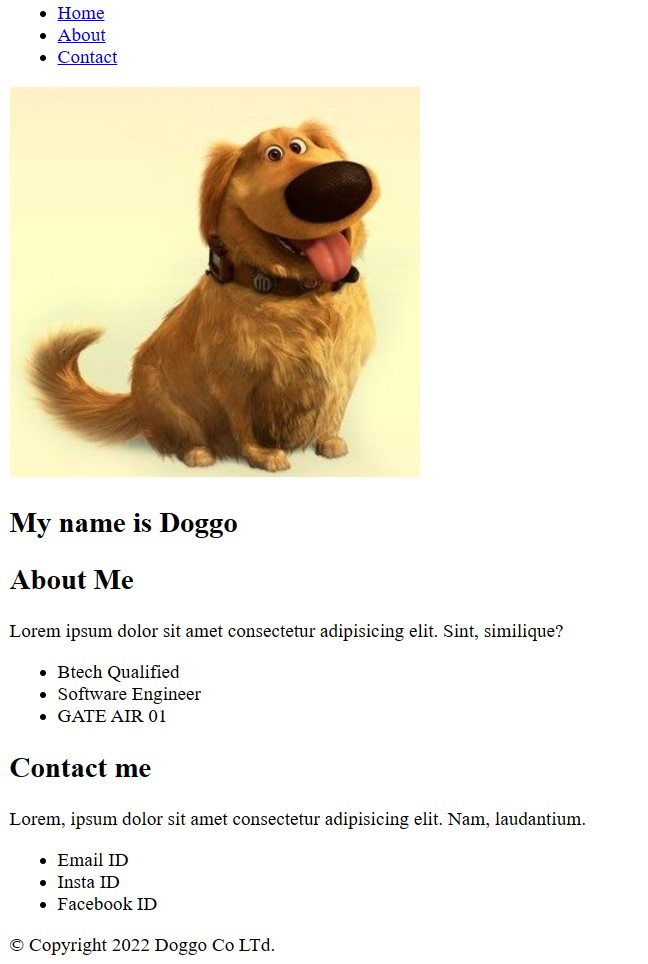 Home
About
Contact
My name is Doggo
About Me
Lorem ipsum dolor sit amet consectetur adipisicing elit. Sint, similique?
Btech Qualified
Software Engineer
GATE AIR 01
Contact me
Lorem, ipsum dolor sit amet consectetur adipisicing elit. Nam, laudantium.
Email ID
Insta ID
Facebook ID
© Copyright 2022 Doggo Co LTd.